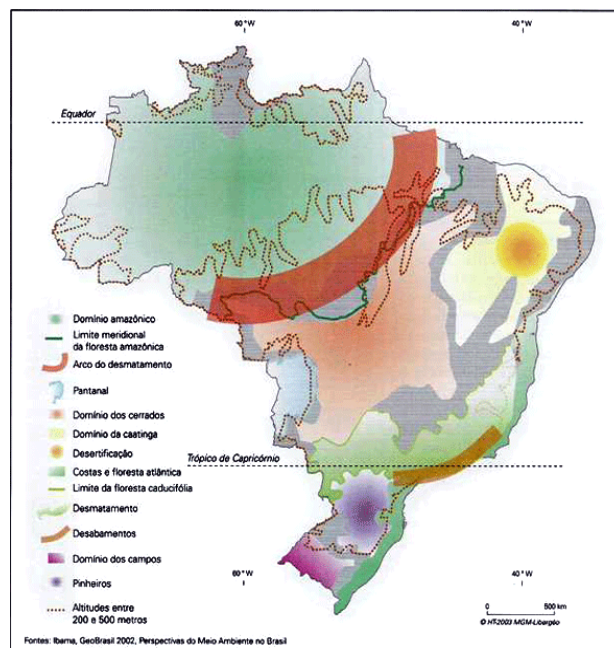 60 °W
40 °W
Equador
Domínio amazônico
Limite meridional
da floresta amazônica
Arco do desmatamento
Pantanal
Domínio dos cerrados
Domínio da caatinga
Desertificação
Costas e floresta atlântica
Limite da floresta caducifólia
Desmatamento
Desabamentos
Domínio dos campos
Pinheiros
Altitudes entre
200 e 500 metros
Trópico de Capricórnio
60 °W
40 °W
0 500 km
© HT-2003 MGM-Libergéo
Fontes: Ibama, GeoBrasil 2002, Perspectivas do Meio Ambiente no Brasil